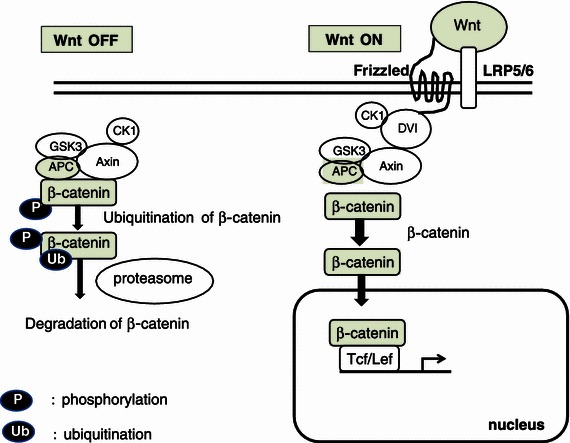 Wnt OFF
Wnt ON
Wnt
Frizzled
LRP5/6
CK1
GSK3
APC
Axin
β-catenin
P
Ubiquitination of β-catenin
P
β-catenin
Ub
proteasome
Degradation of β-catenin
CK1
DVI
GSK3
APC
Axin
β-catenin
β-catenin
β-catenin
β-catenin
Tcf/Lef
nucleus
P : phosphorylation
Ub : ubiquitination